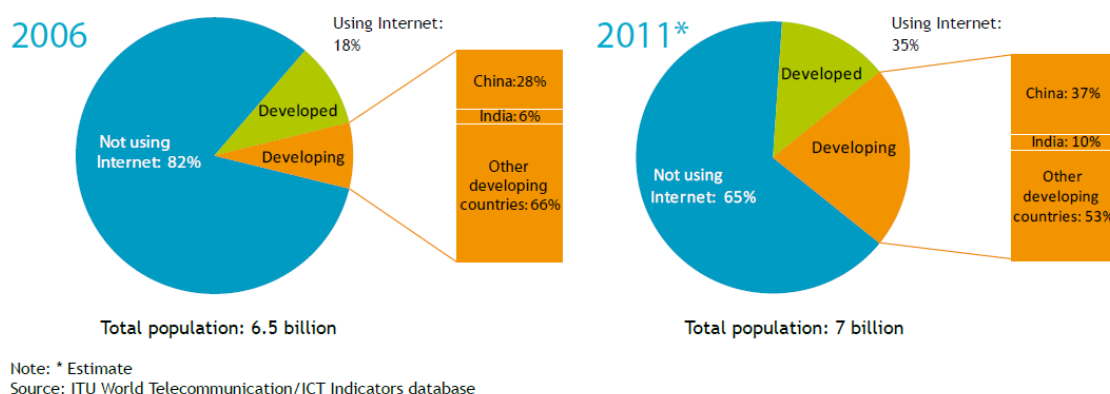 2006
Using Internet:
18%
Developed
Developing
Not using
Internet: 82%
China:28%
India:6%
Other
developing
countries:66%
Total population: 6.5 billion
2011*
Using Internet:
35%
Developed
Developing
Not using
Internet: 65%
China: 37%
India: 10%
Other
developing
countries: 53%
Total population: 7 billion
Note: * Estimate
Source: ITU World Telecommunication/ICT Indicators database